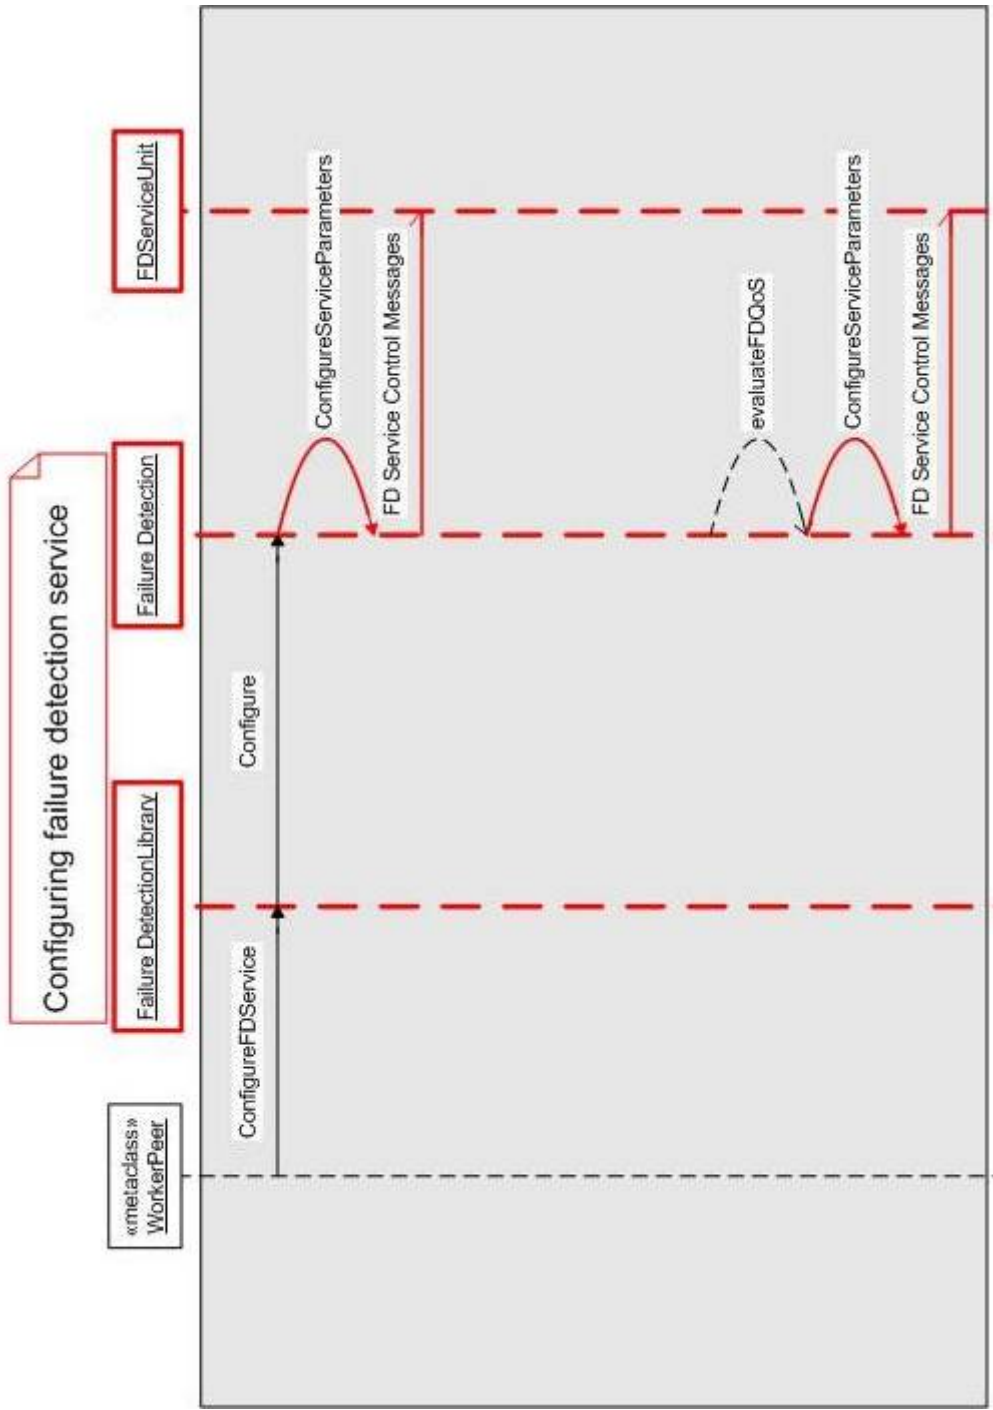 Configuring failure detection service
«metaclass»
WorkerPeer
Failure DetectionLibrary
Failure Detection
FDServiceUnit
ConfigureFDService
Configure
ConfigureServiceParameters
FD Service Control Messages
evaluateFDQoS
ConfigureServiceParameters
FD Service Control Messages